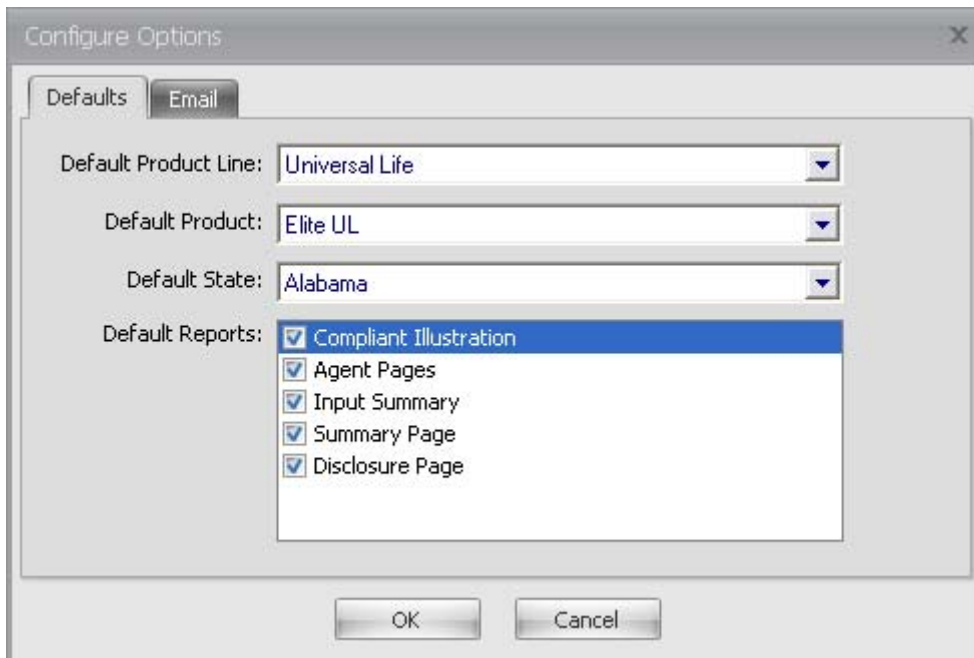 Configure Options
Defaults Email
Default Product Line: Universal Life
Default Product: Elite UL
Default State: Alabama
Default Reports: Compliant Illustration
Agent Pages
Input Summary
Summary Page
Disclosure Page
OK Cancel